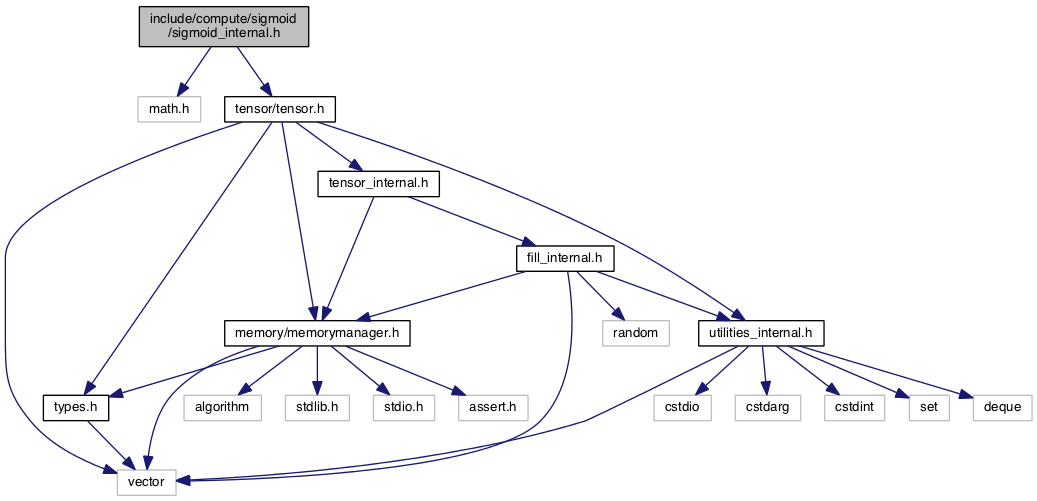 include/compute/sigmoid
/sigmoid_internal.h
math.h
tensor/tensor.h
tensor_internal.h
fill_internal.h
memory/memorymanager.h
random
utilities_internal.h
types.h
algorithm
stdlib.h
stdio.h
assert.h
cstdio
cstdarg
cstdint
set
deque
vector